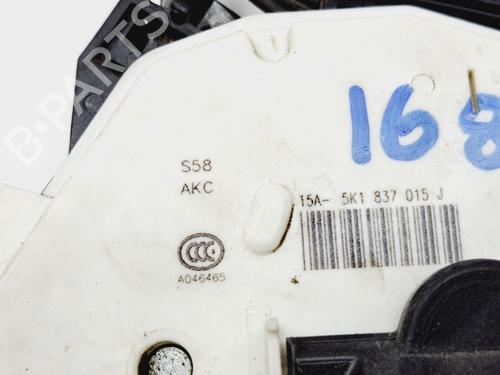 B-PARTS
168
S58
AKC
15A- 5K1 837 015 J
CCC
A046465